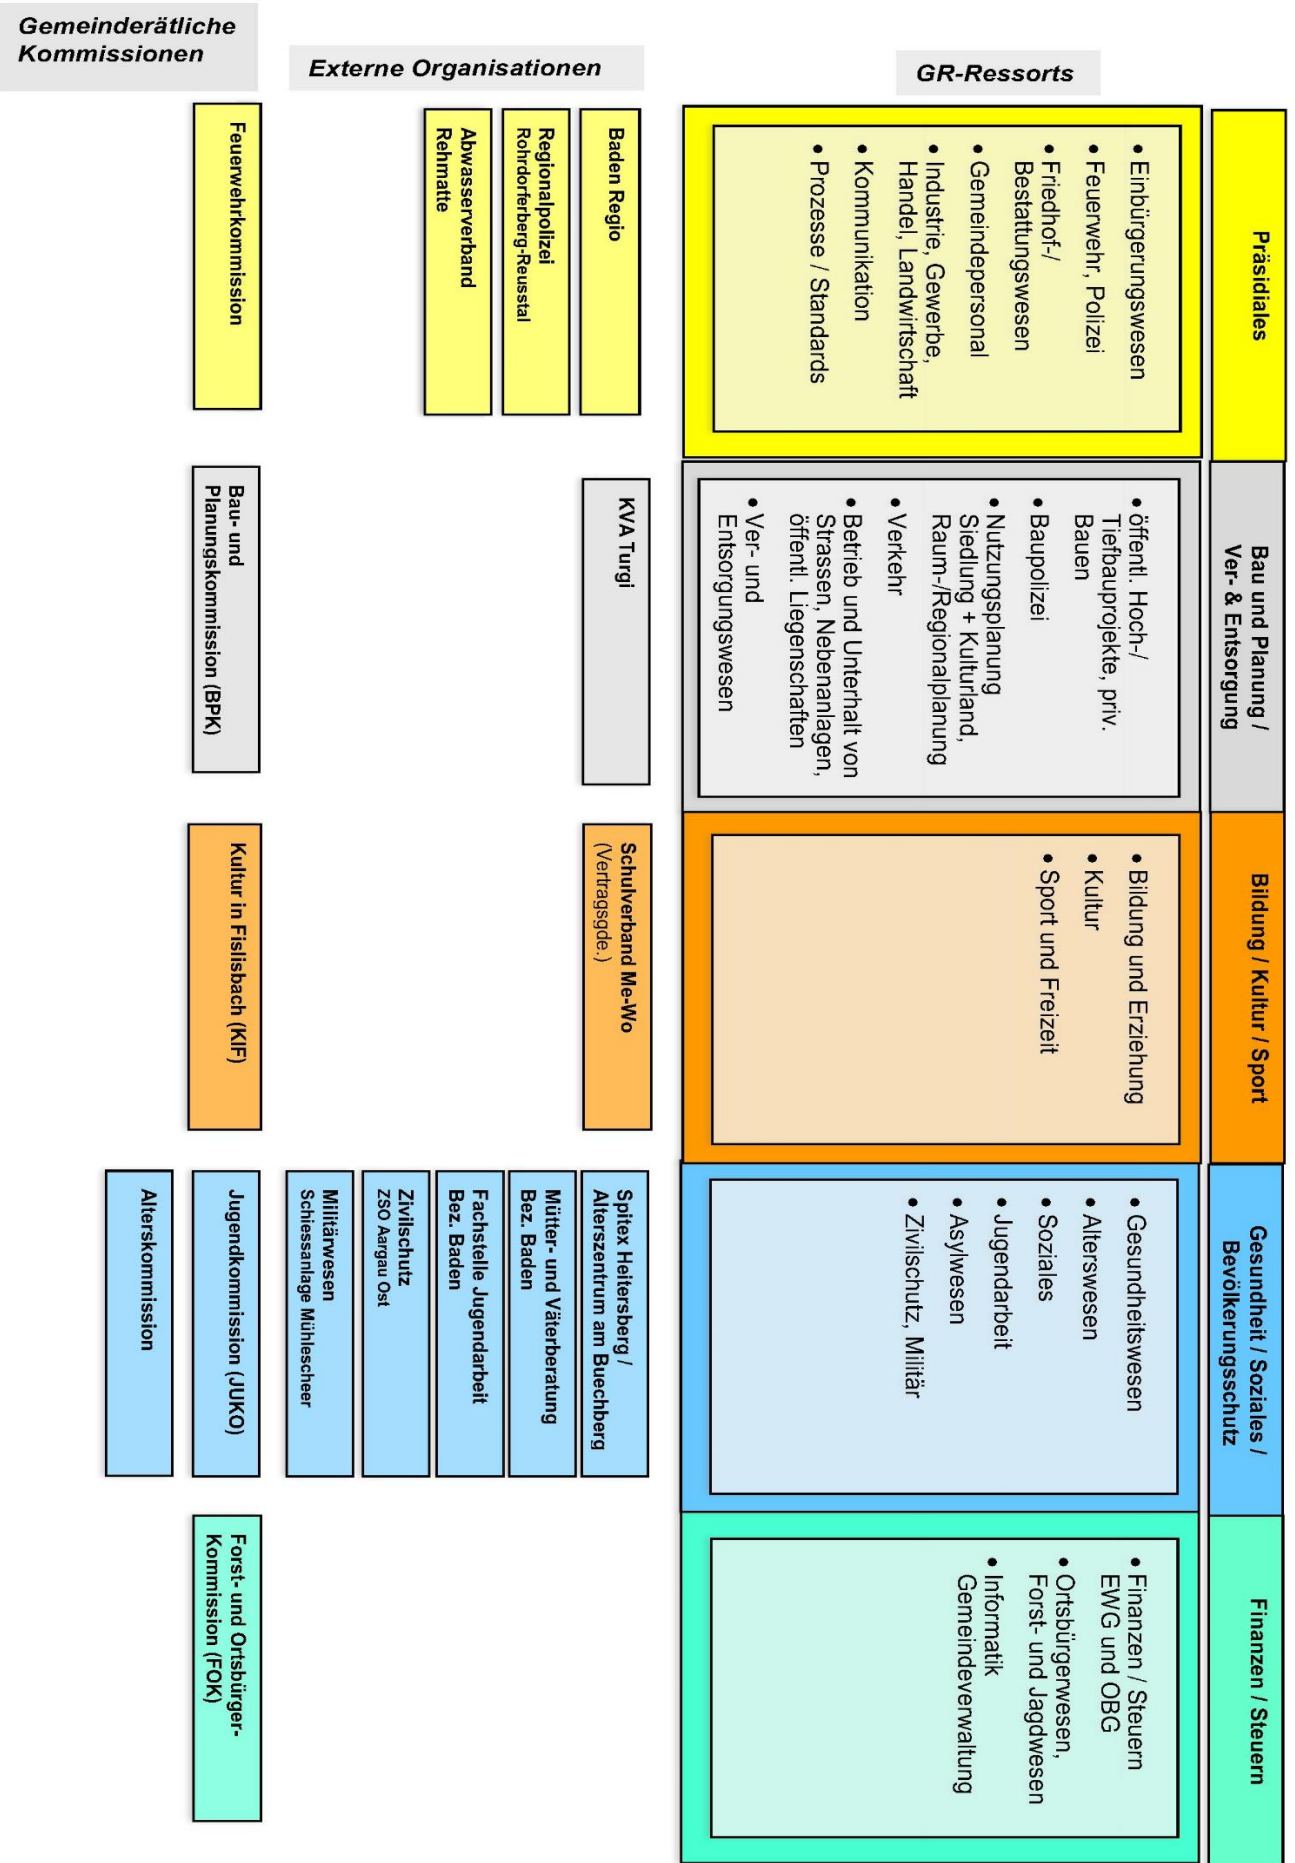 GR-Ressorts
Präsidiales
• Einbürgerungswesen
• Feuerwehr, Polizei
• Friedhof-/
Bestattungswesen
• Gemeindepersonal
• Industrie, Gewerbe,
Handel, Landwirtschaft
• Kommunikation
• Prozesse / Standards
Bau und Planung /
Ver- & Entsorgung
• öffentl. Hoch-/
Tiefbauprojekte, priv.
Bauen
• Baupolizei
• Nutzungsplanung
Siedlung + Kulturland,
Raum-/Regionalplanung
• Verkehr
• Betrieb und Unterhalt von
Strassen, Nebenanlagen,
öffentl. Liegenschaften
• Ver- und
Entsorgungswesen
Bildung / Kultur / Sport
• Bildung und Erziehung
• Kultur
• Sport und Freizeit
Gesundheit / Soziales /
Bevölkerungsschutz
• Gesundheitswesen
• Alterswesen
• Soziales
• Jugendarbeit
• Asylwesen
• Zivilschutz, Militär
Finanzen / Steuern
• Finanzen / Steuern
EWG und OBG
• Ortsbürgerwesen,
Forst- und Jagdwesen
• Informatik
Gemeindeverwaltung
Externe Organisationen
Baden Regio
Regionalpolizei
Rohrdorferberg-Reusstal
Abwasserverband
Rehmatte
KVA Turgi
Schulverband Me-Wo
(Vertragsgde.)
Spitex Heitersberg /
Alterszentrum am Buechberg
Mütter- und Väterberatung
Bez. Baden
Fachstelle Jugendarbeit
Bez. Baden
Zivilschutz
ZSO Aargau Ost
Militärwesen
Schiessanlage Mühlescheer
Gemeinderätliche
Kommissionen
Feuerwehrkommission
Bau- und
Planungskommission (BPK)
Kultur in Fislisbach (KIF)
Jugendkommission (JUKO)
Alterskommission
Forst- und Ortsbürger-
Kommission (FOK)